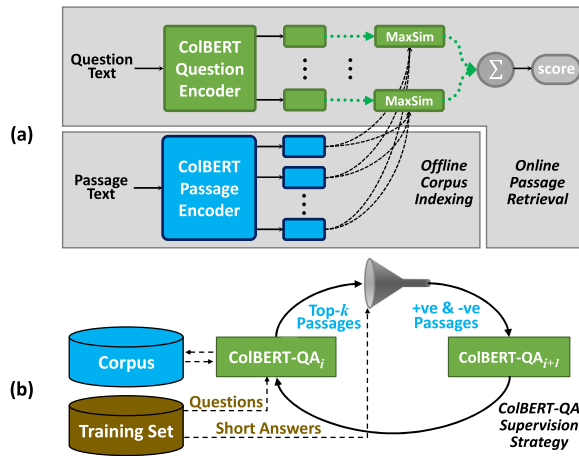 (a)
Question
Text
ColBERT
Question
Encoder
MaxSim
MaxSim
Σ
score
Passage
Text
ColBERT
Passage
Encoder
Offline
Corpus
Indexing
Online
Passage
Retrieval
(b)
Top-k
Passages
+ve & -ve
Passages
Corpus
ColBERT-QAi
ColBERT-QAi+1
Questions
Training Set
Short Answers
ColBERT-QA
Supervision
Strategy